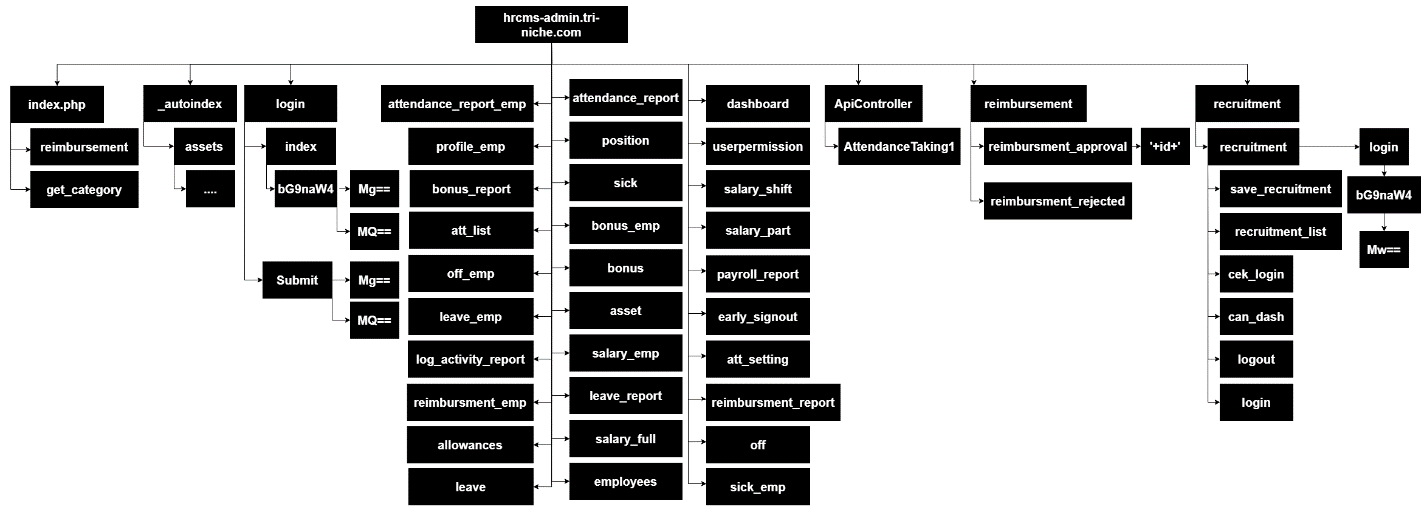 hrcms-admin.tri-
niche.com
index.php
_autoindex
login
attendance_report_emp
attendance_report
dashboard
ApiController
reimbursement
recruitment
reimbursement
assets
index
profile_emp
position
userpermission
AttendanceTaking1
reimbursment_approval
'+id+'
recruitment
login
get_category
....
bG9naW4
Mg==
bonus_report
sick
salary_shift
reimbursment_rejected
save_recruitment
bG9naW4
MQ==
att_list
bonus_emp
salary_part
recruitment_list
Mw==
Submit
Mg==
off_emp
bonus
payroll_report
cek_login
MQ==
leave_emp
asset
early_signout
can_dash
log_activity_report
salary_emp
att_setting
logout
reimbursment_emp
leave_report
reimbursment_report
login
allowances
salary_full
off
leave
employees
sick_emp